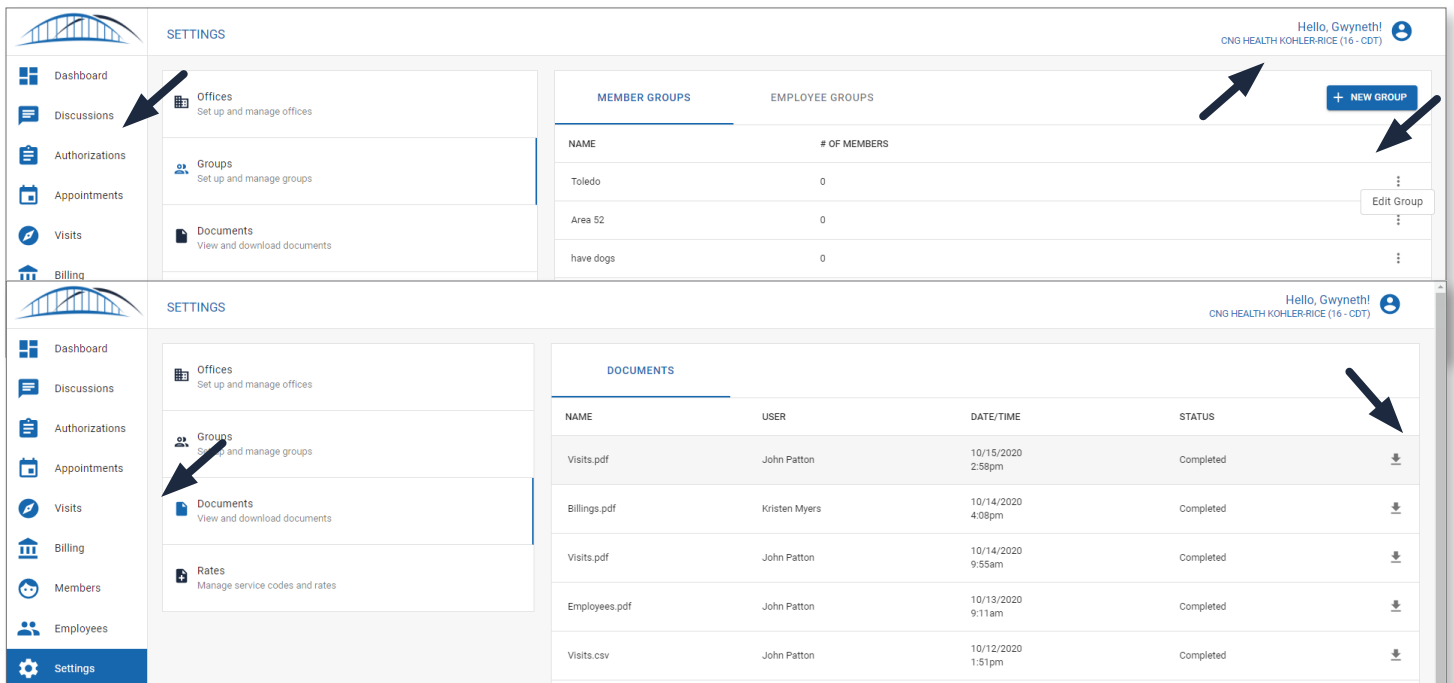 SETTINGS
Hello, Gwyneth!
CNG HEALTH KOHLER-RICE (16 - CDT)
Dashboard
Discussions
Authorizations
Appointments
Visits
Billing
Offices
Set up and manage offices
Groups
Set up and manage groups
Documents
View and download documents
MEMBER GROUPS
EMPLOYEE GROUPS
+ NEW GROUP
NAME # OF MEMBERS
Toledo 0
Edit Group
Area 52 0
have dogs 0
SETTINGS
Hello, Gwyneth!
CNG HEALTH KOHLER-RICE (16 - CDT)
Dashboard
Discussions
Authorizations
Appointments
Visits
Billing
Members
Employees
Settings
Offices
Set up and manage offices
Groups
Set up and manage groups
Documents
View and download documents
Rates
Manage service codes and rates
DOCUMENTS
NAME USER DATE/TIME STATUS
Visits.pdf John Patton 10/15/2020 2:58pm Completed
Billings.pdf Kristen Myers 10/14/2020 4:08pm Completed
Visits.pdf John Patton 10/14/2020 9:55am Completed
Employees.pdf John Patton 10/13/2020 9:11am Completed
Visits.csv John Patton 10/12/2020 1:51pm Completed